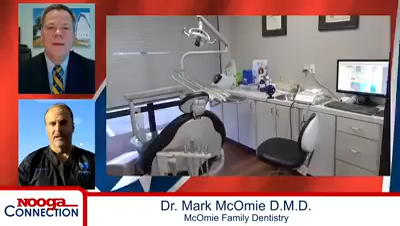 NOOGA
CONNECTION
Dr. Mark McOmie D.M.D.
McOmie Family Dentistry